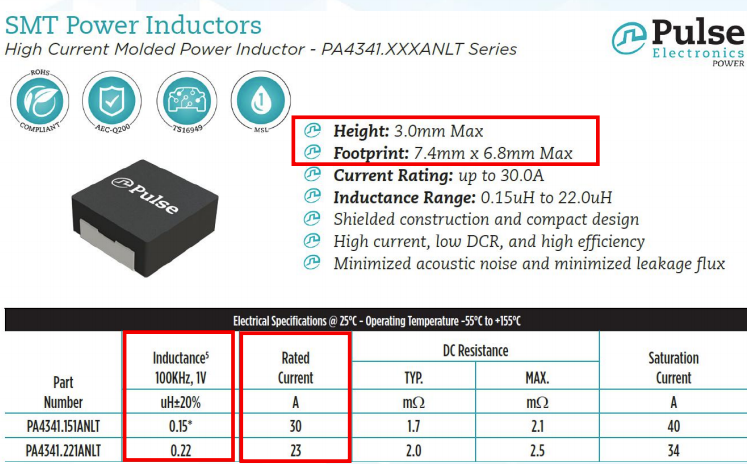 SMT Power Inductors
High Current Molded Power Inductor - PA4341.XXXANLT Series
Pulse
Electronics
POWER
ROHS
COMPLIANT
AEC-Q200
TS16949
1
MSL
Pulse
Height: 3.0mm Max
Footprint: 7.4mm x 6.8mm Max
Current Rating: up to 30.0A
Inductance Range: 0.15uH to 22.0uH
Shielded construction and compact design
High current, low DCR, and high efficiency
Minimized acoustic noise and minimized leakage flux
Electrical Specifications @ 25°C - Operating Temperature -55°C to +155°C
Part Number Inductance⁵ 100KHz, 1V Rated Current DC Resistance Saturation Current
TYP. MAX.
uH±20% A mΩ mΩ A
PA4341.151ANLT 0.15* 30 1.7 2.1 40
PA4341.221ANLT 0.22 23 2.0 2.5 34